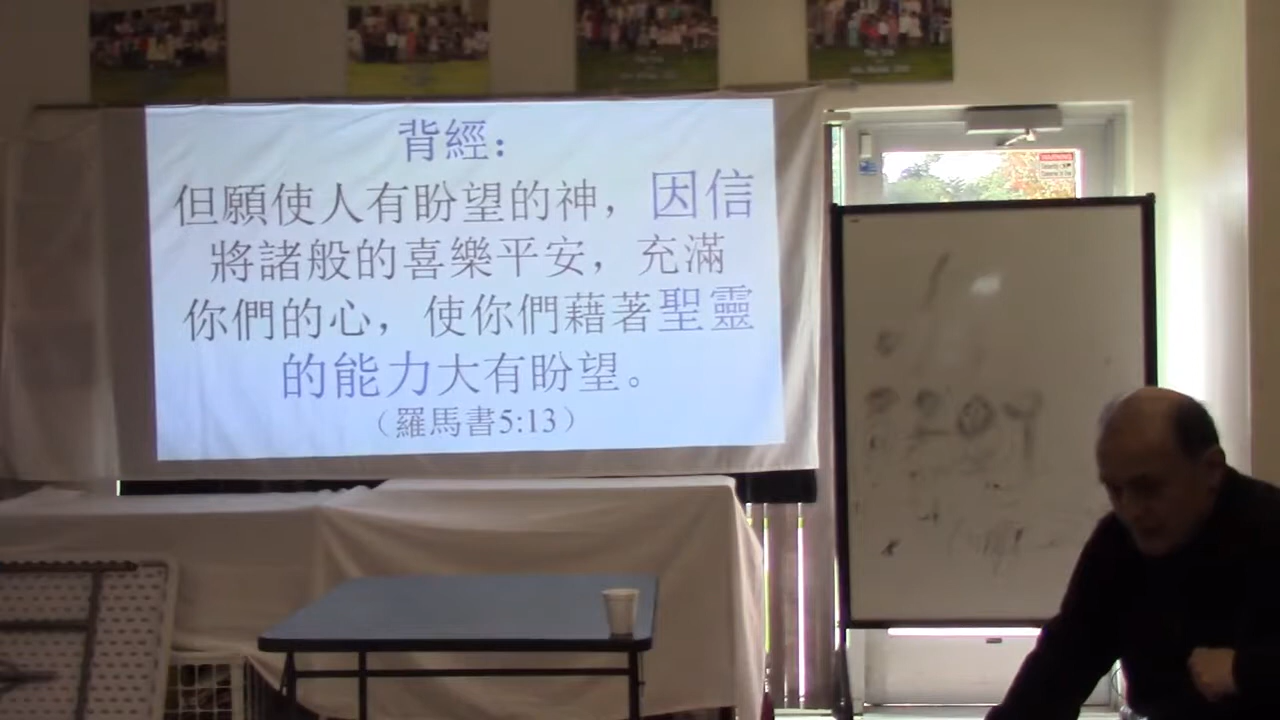 背經：
但願使人有盼望的神，因信
將諸般的喜樂平安，充滿
你們的心，使你們藉著聖靈
的能力大有盼望。
（羅馬書5:13）
WARNING